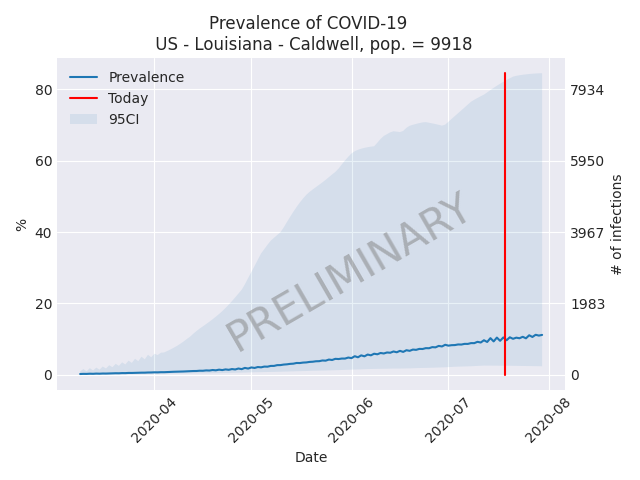 Prevalence of COVID-19
US - Louisiana - Caldwell, pop. = 9918
Prevalence
Today
95CI
80
60
40
20
0
%
7934
5950
3967
1983
0
# of infections
PRELIMINARY
2020-04
2020-05
2020-06
2020-07
2020-08
Date